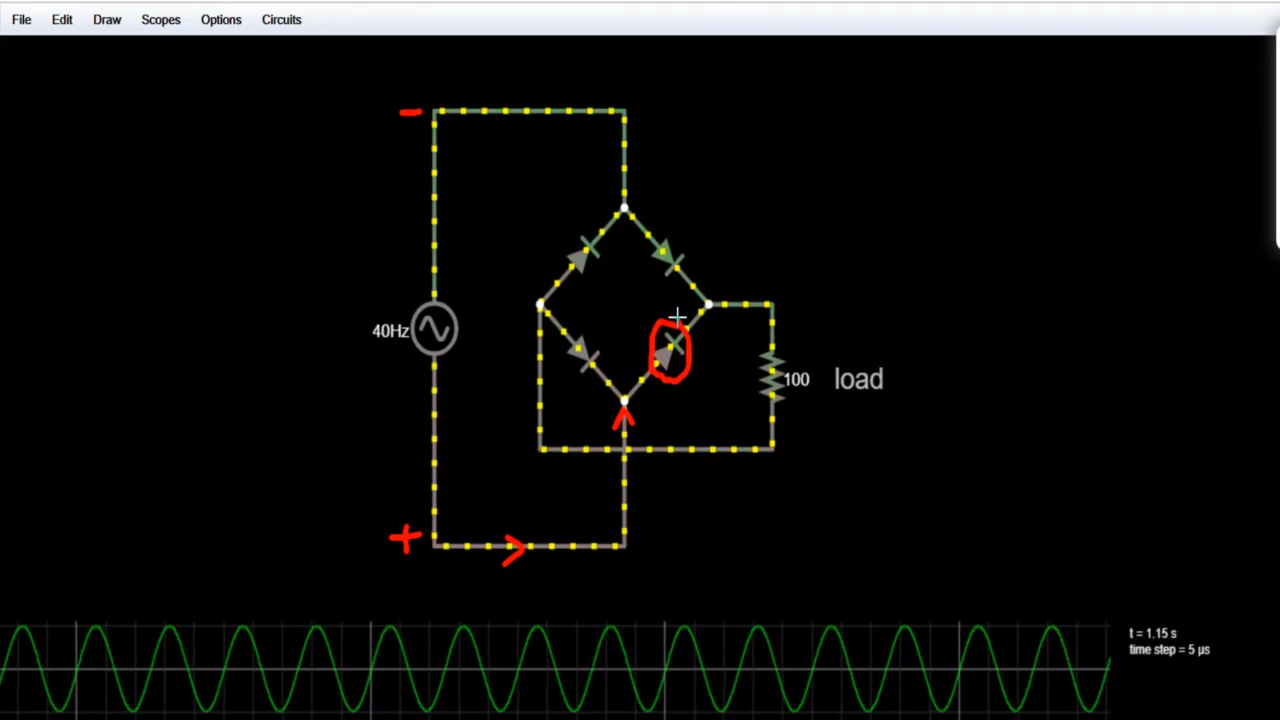 File Edit Draw Scopes Options Circuits
-
40Hz
100 load
+
t = 1.15 s
time step = 5 µs